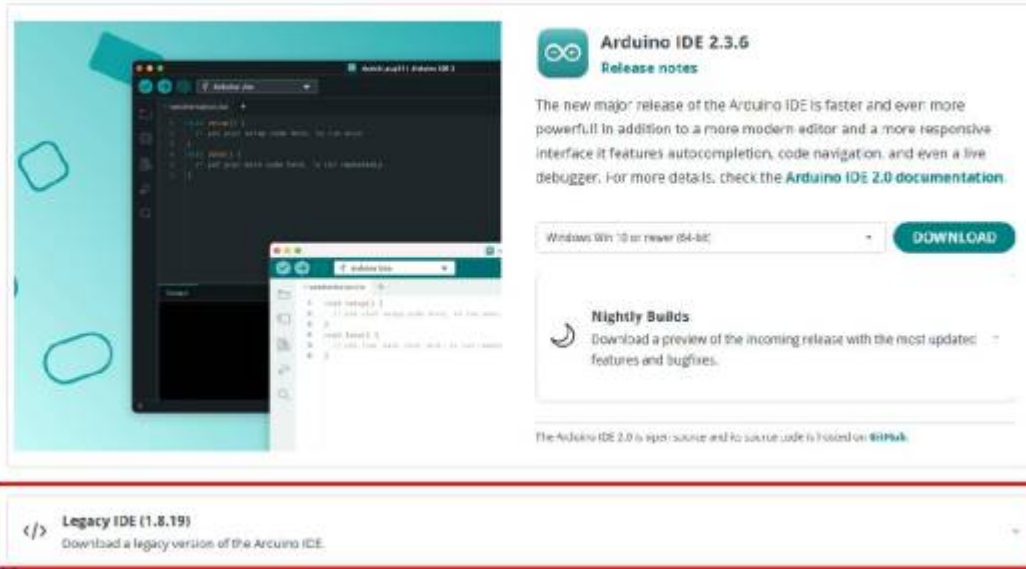 Arduino IDE 2.3.6
Release notes
The new major release of the Arduino IDE is faster and even more
powerful! In addition to a more modern editor and a more responsive
interface it features autocompletion, code navigation, and even a live
debugger. For more details, check the Arduino IDE 2.0 documentation.
Windows Win 10 or newer (64-bit)
DOWNLOAD
Nightly Builds
Download a preview of the incoming release with the most updated
features and bugfixes.
The Arduino IDE 2.0 is open source and its source code is hosted on GitHub.
Legacy IDE (1.8.19)
Download a legacy version of the Arduino IDE.